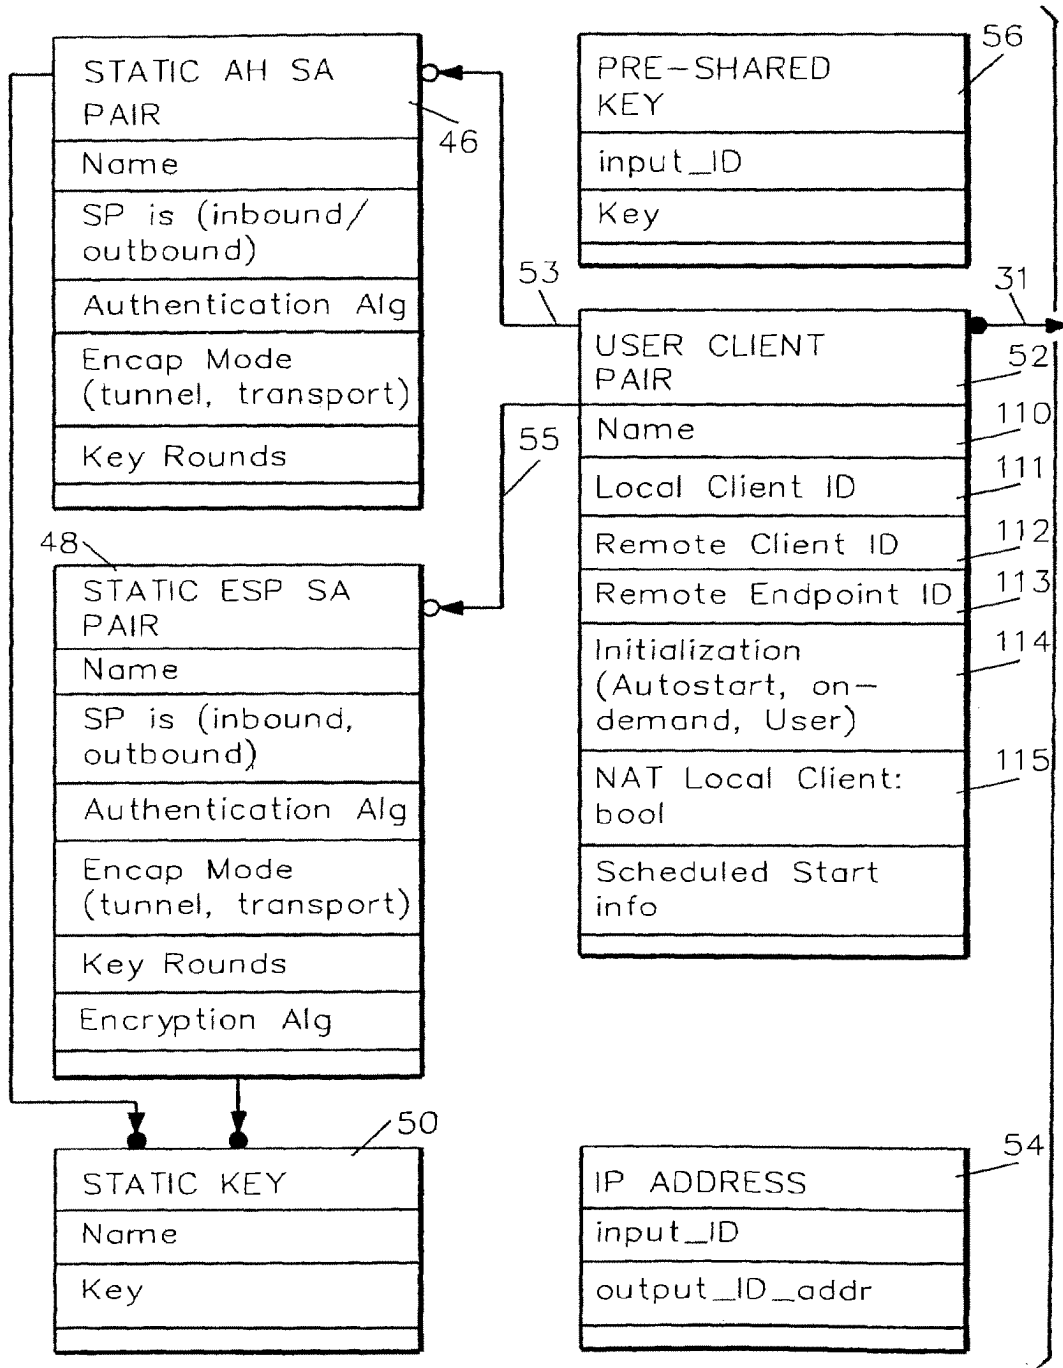 STATIC AH SA
PAIR
46
Name
SP is (inbound/
outbound)
Authentication Alg
Encap Mode
(tunnel, transport)
Key Rounds
48
STATIC ESP SA
PAIR
Name
SP is (inbound,
outbound)
Authentication Alg
Encap Mode
(tunnel, transport)
Key Rounds
Encryption Alg
50
STATIC KEY
Name
Key
56
PRE-SHARED
KEY
input_ID
Key
53
31
55
USER CLIENT
PAIR
52
Name
110
Local Client ID
111
Remote Client ID
112
Remote Endpoint ID
113
Initialization
(Autostart, on-
demand, User)
114
NAT Local Client:
bool
115
Scheduled Start
info
54
IP ADDRESS
input_ID
output_ID_addr